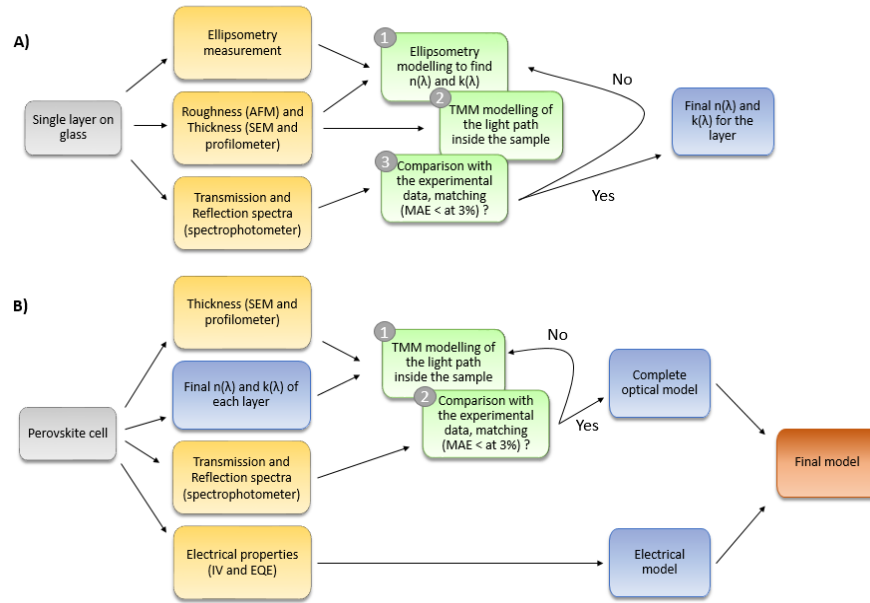 A)
Single layer on
glass
Ellipsometry
measurement
Roughness (AFM) and
Thickness (SEM and
profilometer)
Transmission and
Reflection spectra
(spectrophotometer)
1
Ellipsometry
modelling to find
n(λ) and k(λ)
2
TMM modelling of
the light path
inside the sample
3
Comparison with
the experimental
data, matching
(MAE < at 3%) ?
No
Yes
Final n(λ) and
k(λ) for the
layer
B)
Perovskite cell
Thickness (SEM and
profilometer)
Final n(λ) and k(λ) of
each layer
Transmission and
Reflection spectra
(spectrophotometer)
Electrical properties
(IV and EQE)
1
TMM modelling of
the light path
inside the sample
2
Comparison with
the experimental
data, matching
(MAE < at 3%) ?
No
Yes
Complete
optical model
Electrical
model
Final model